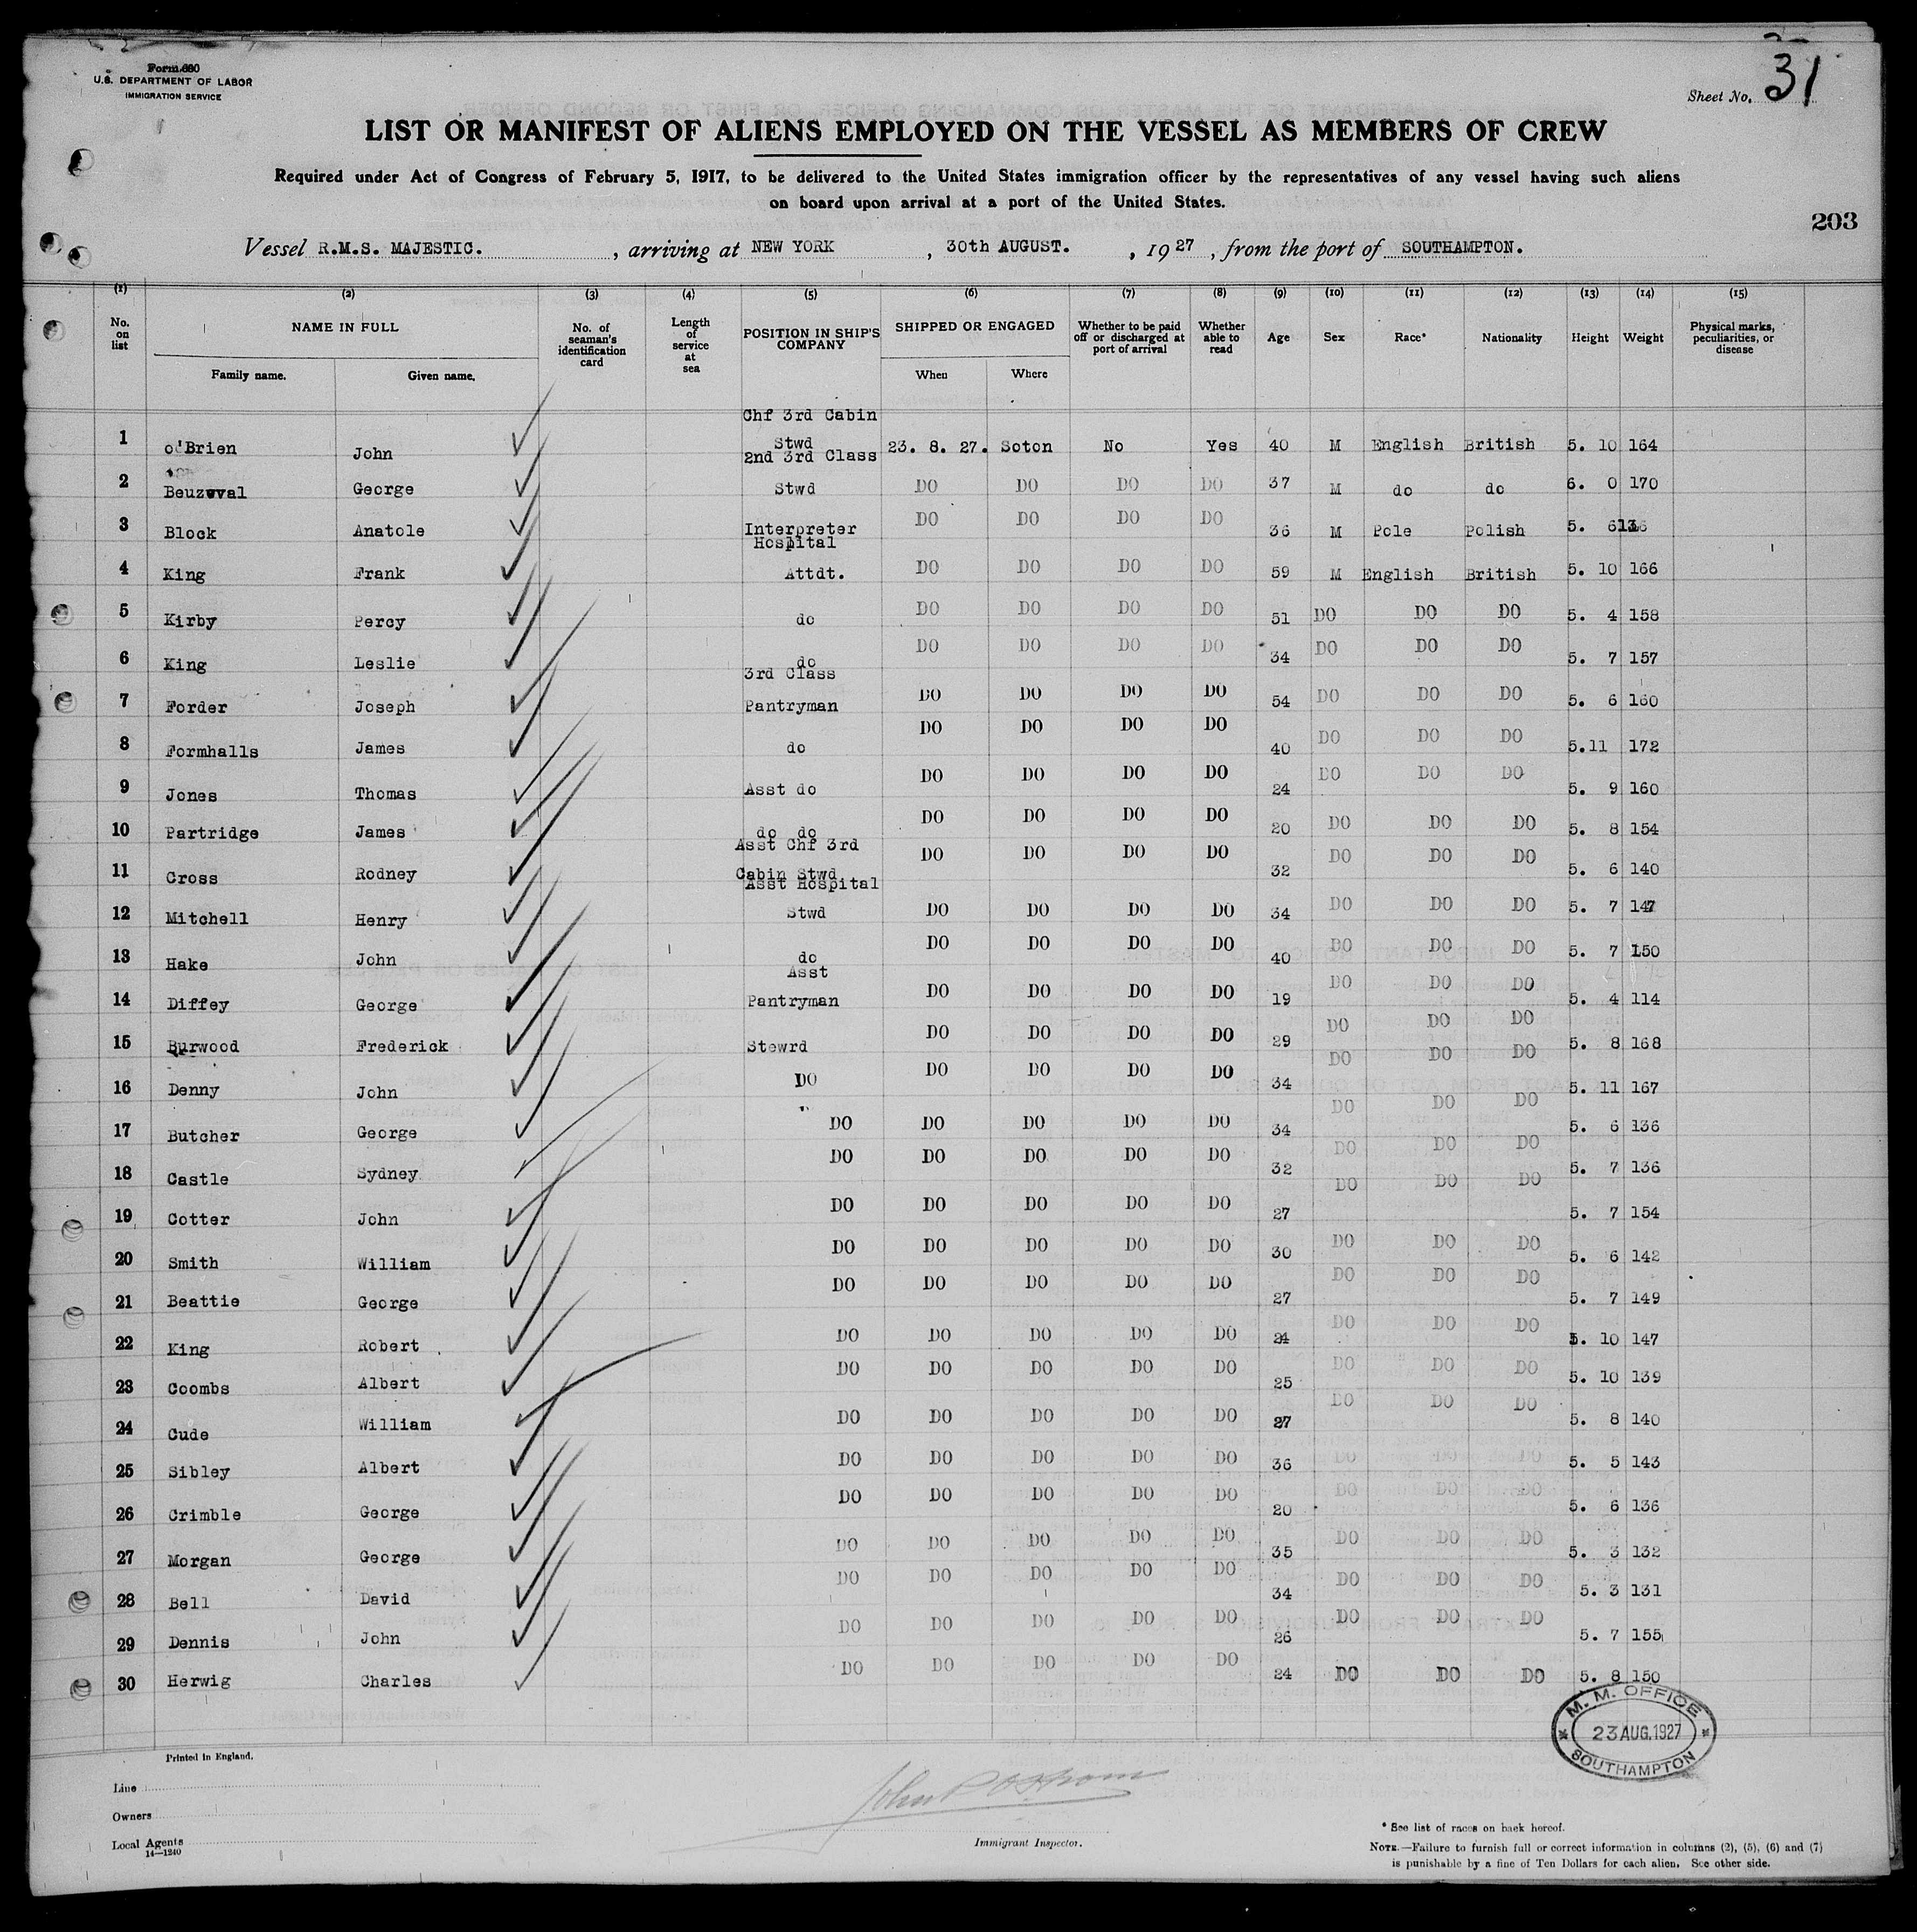 Form 680
U.S. DEPARTMENT OF LABOR
IMMIGRATION SERVICE
Sheet No. 31
LIST OR MANIFEST OF ALIENS EMPLOYED ON THE VESSEL AS MEMBERS OF CREW
Required under Act of Congress of February 5, 1917, to be delivered to the United States immigration officer by the representatives of any vessel having such aliens
on board upon arrival at a port of the United States.
203
Vessel R.M.S. MAJESTIC. , arriving at NEW YORK , 30th AUGUST. , 1927 , from the port of SOUTHAMPTON.
(1) (2) (3) (4) (5) (6) (7) (8) (9) (10) (11) (12) (13) (14) (15)
No. on list NAME IN FULL Family name. Given name. No. of seaman's identification card Length of service at sea POSITION IN SHIP'S COMPANY SHIPPED OR ENGAGED When Where Whether to be paid off or discharged at port of arrival Whether able to read Age Sex Race* Nationality Height Weight Physical marks, peculiarities, or disease
1 o'Brien John Chf 3rd Cabin Stwd 23. 8. 27. Soton No Yes 40 M English British 5. 10 164
2 Beuzeval George 2nd 3rd Class Stwd DO DO DO DO 37 M do do 6. 0 170
3 Block Anatole Interpreter DO DO DO DO 36 M Pole Polish 5. 6
4 King Frank Hospital Attdt. DO DO DO DO 59 M English British 5. 10 166
5 Kirby Percy do DO DO DO DO 51 DO DO DO 5. 4 158
6 King Leslie do DO DO DO DO 34 DO DO DO 5. 7 157
7 Forder Joseph 3rd Class Pantryman DO DO DO DO 54 DO DO DO 5. 6 160
8 Formhalls James do DO DO DO DO 40 DO DO DO 5.11 172
9 Jones Thomas Asst do DO DO DO DO 24 DO DO DO 5. 9 160
10 Partridge James do do DO DO DO DO 20 DO DO DO 5. 8 154
11 Cross Rodney Asst Chf 3rd Cabin Stwd DO DO DO DO 32 DO DO DO 5. 6 140
12 Mitchell Henry Asst Hospital Stwd DO DO DO DO 34 DO DO DO 5. 7 147
13 Hake John do DO DO DO DO 40 DO DO DO 5. 7 150
14 Diffey George Asst Pantryman DO DO DO DO 19 DO DO DO 5. 4 114
15 Burwood Frederick Stewrd DO DO DO DO 29 DO DO DO 5. 8 168
16 Denny John DO DO DO DO DO 34 DO DO DO 5. 11 167
17 Butcher George DO DO DO DO DO 34 DO DO DO 5. 6 136
18 Castle Sydney DO DO DO DO DO 32 DO DO DO 5. 7 136
19 Cotter John DO DO DO DO DO 27 DO DO DO 5. 7 154
20 Smith William DO DO DO DO DO 30 DO DO DO 5. 6 142
21 Beattie George DO DO DO DO DO 27 DO DO DO 5. 7 149
22 King Robert DO DO DO DO DO 24 DO DO DO 5. 10 147
23 Coombs Albert DO DO DO DO DO 25 DO DO DO 5. 10 139
24 Cude William DO DO DO DO DO 27 DO DO DO 5. 8 140
25 Sibley Albert DO DO DO DO DO 36 DO DO DO 5. 5 143
26 Crimble George DO DO DO DO DO 20 DO DO DO 5. 6 136
27 Morgan George DO DO DO DO DO 35 DO DO DO 5. 3 132
28 Bell David DO DO DO DO DO 34 DO DO DO 5. 3 131
29 Dennis John DO DO DO DO DO 26 DO DO DO 5. 7 155
30 Herwig Charles DO DO DO DO DO 24 DO DO DO 5. 8 150
M. M. OFFICE
23 AUG.1927
SOUTHAMPTON
Printed in England.
Line
Owners
Local Agents
14—1240
John
Immigrant Inspector.
* See list of races on back hereof.
NOTE.—Failure to furnish full or correct information in columns (2), (5), (6) and (7)
is punishable by a fine of Ten Dollars for each alien. See other side.